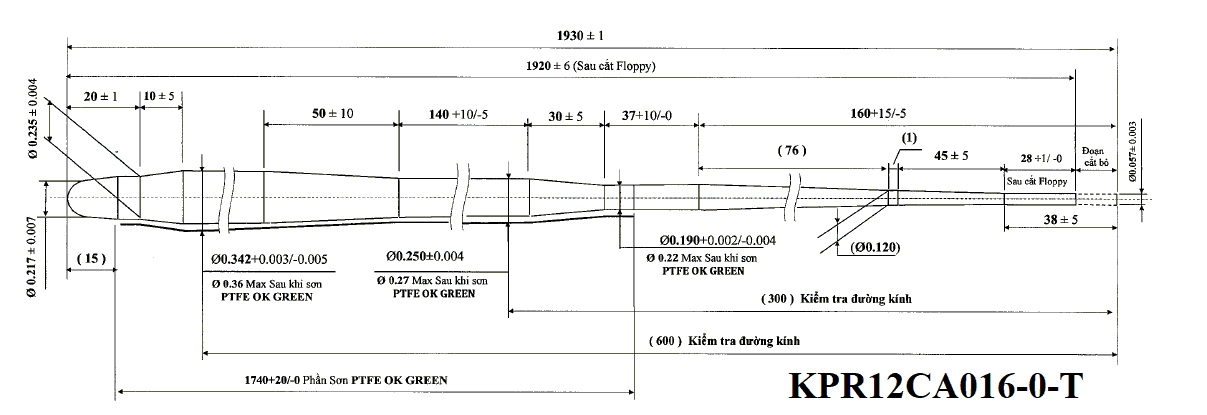 1930 ± 1
1920 ± 6 (Sau cắt Floppy)
20 ± 1
10 ± 5
50 ± 10
140 +10/-5
30 ± 5
37+10/-0
160+15/-5
Ø 0.235 ± 0.004
( 76 )
(1)
45 ± 5
28 +1/ -0
Sau cắt Floppy
Đoạn
cắt bỏ
Ø0.057± 0.003
38 ± 5
Ø 0.217 ± 0.007
( 15 )
Ø0.342+0.003/-0.005
Ø 0.36 Max Sau khi sơn
PTFE OK GREEN
Ø0.250±0.004
Ø 0.27 Max Sau khi sơn
PTFE OK GREEN
Ø0.190+0.002/-0.004
Ø 0.22 Max Sau khi sơn
PTFE OK GREEN
(Ø0.120)
( 300 ) Kiểm tra đường kính
( 600 ) Kiểm tra đường kính
1740+20/-0 Phần Sơn PTFE OK GREEN
KPR12CA016-0-T